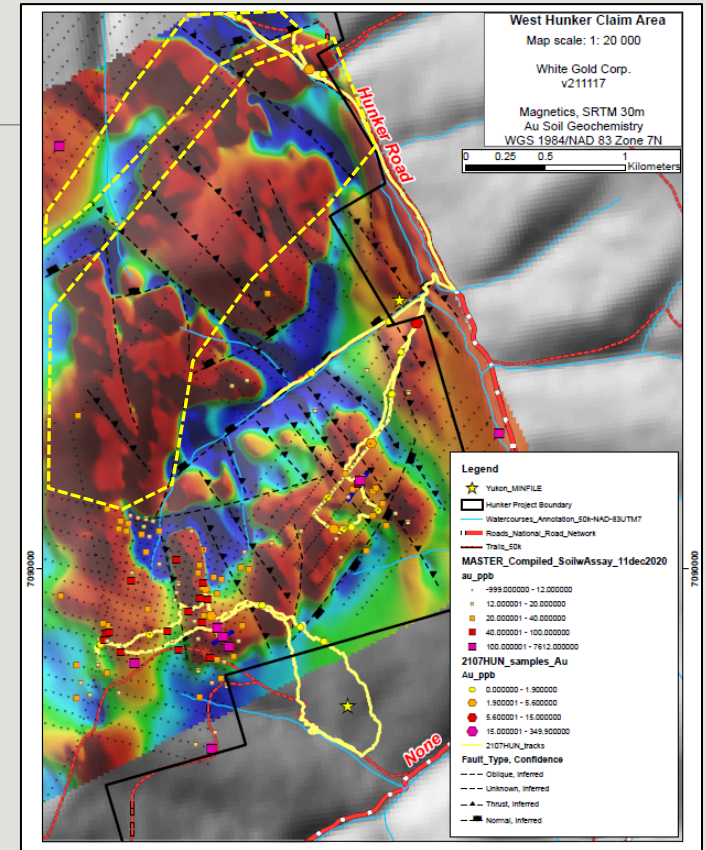 West Hunker Claim Area
Map scale: 1: 20 000
White Gold Corp.
v211117
Magnetics, SRTM 30m
Au Soil Geochemistry
WGS 1984/NAD 83 Zone 7N
0 0.25 0.5 1
Kilometers
Hunker Road
7090000
7090000
None
Legend
Yukon_MINFILE
Hunker Project Boundary
Watercourses_Annotation_50k-NAD-83UTM7
Roads_National_Road_Network
Trails_50k
MASTER_Compiled_SoilwAssay_11dec2020
au_ppb
-999.000000 - 12.000000
12.000001 - 20.000000
20.000001 - 40.000000
40.000001 - 100.000000
100.000001 - 7612.000000
2107HUN_samples_Au
Au_ppb
0.000000 - 1.900000
1.900001 - 5.600000
5.600001 - 15.000000
15.000001 - 349.900000
2107HUN_tracks
Fault_Type, Confidence
Oblique, Inferred
Unknown, Inferred
Thrust, Inferred
Normal, Inferred